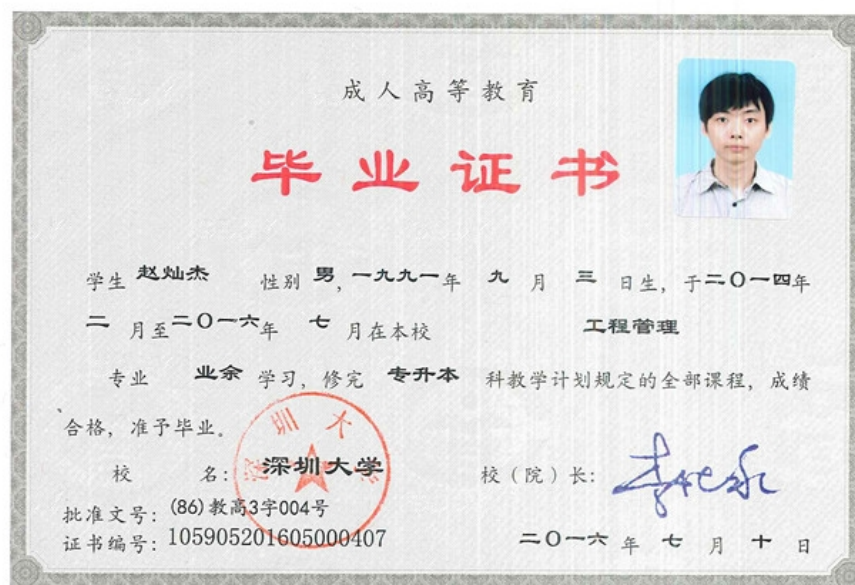 成人高等教育
毕业证书
学生 赵灿杰 性别 男，一九九一年 九 月 三 日生，于二〇一四年
二 月至二〇一六年 七 月在本校 工程管理
专业 业余 学习，修完 专升本 科教学计划规定的全部课程，成绩
合格，准予毕业。
校 名：深圳大学
校（院）长：
批准文号：(86)教高3字004号
证书编号：105905201605000407
二〇一六 年 七 月 十 日